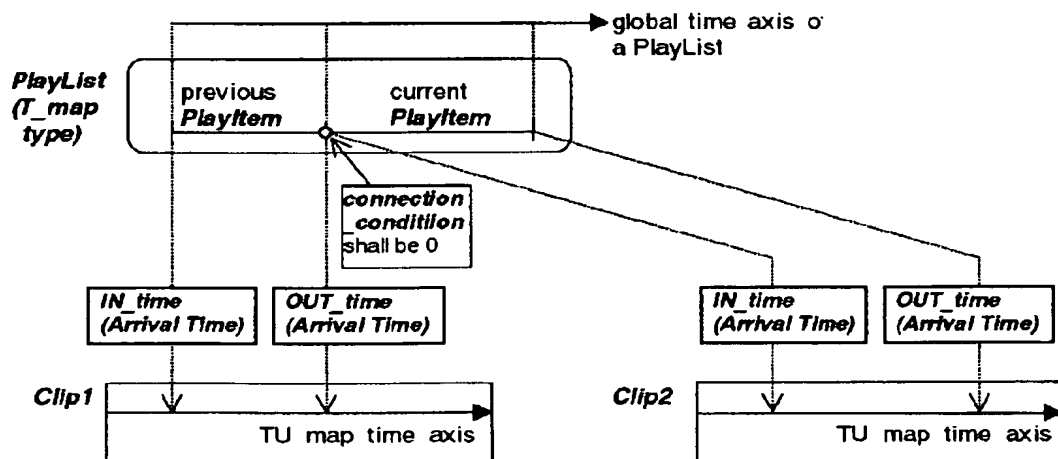 global time axis o
a PlayList
PlayList
(T_map
type)
previous
PlayItem
current
PlayItem
connection
_condition
shall be 0
IN_time
(Arrival Time)
OUT_time
(Arrival Time)
IN_time
(Arrival Time)
OUT_time
(Arrival Time)
Clip1
TU map time axis
Clip2
TU map time axis